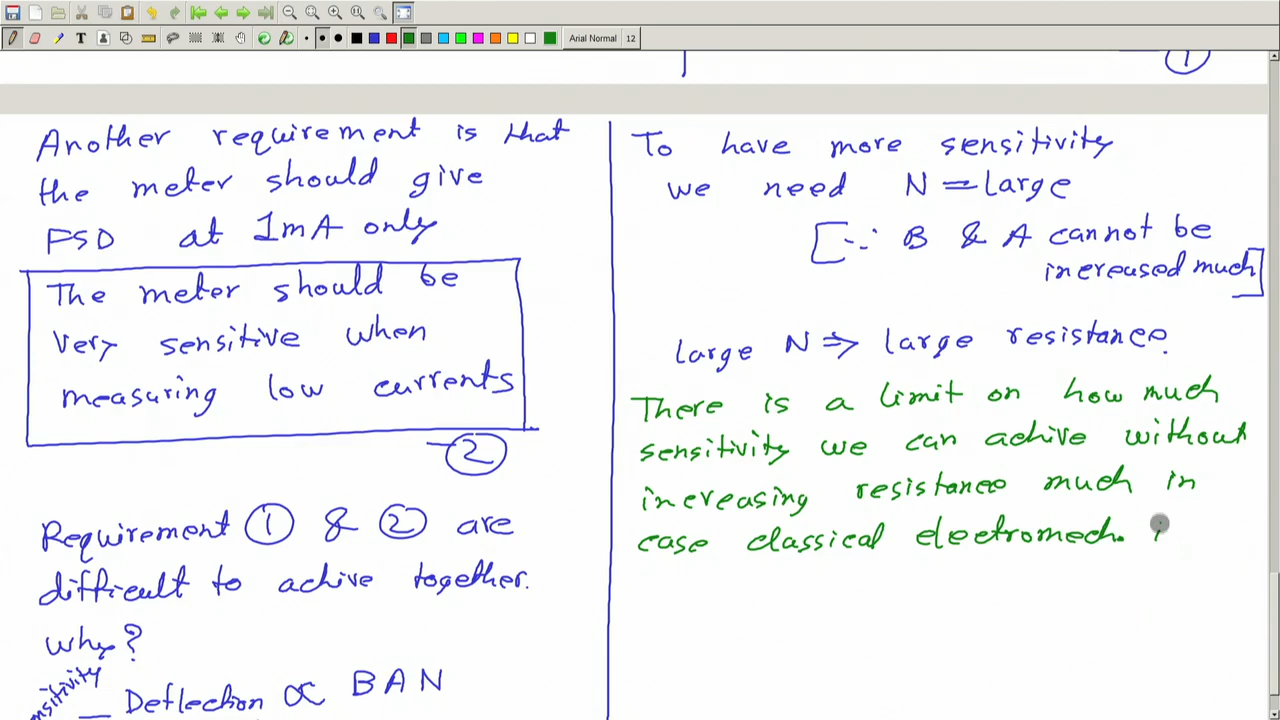 Arial Normal 12
1
Another requirement is that
the meter should give
FSD at 1mA only
The meter should be
very sensitive when
measuring low currents
2
Requirement 1 & 2 are
difficult to achive together.
Why?
nsitivity
Deflection ∝ BAN
To have more sensitivity
we need N = large
[∵ B & A cannot be
increased much]
large N ⇒ large resistance.
There is a limit on how much
sensitivity we can achive without
increasing resistance much in
case classical electromech.